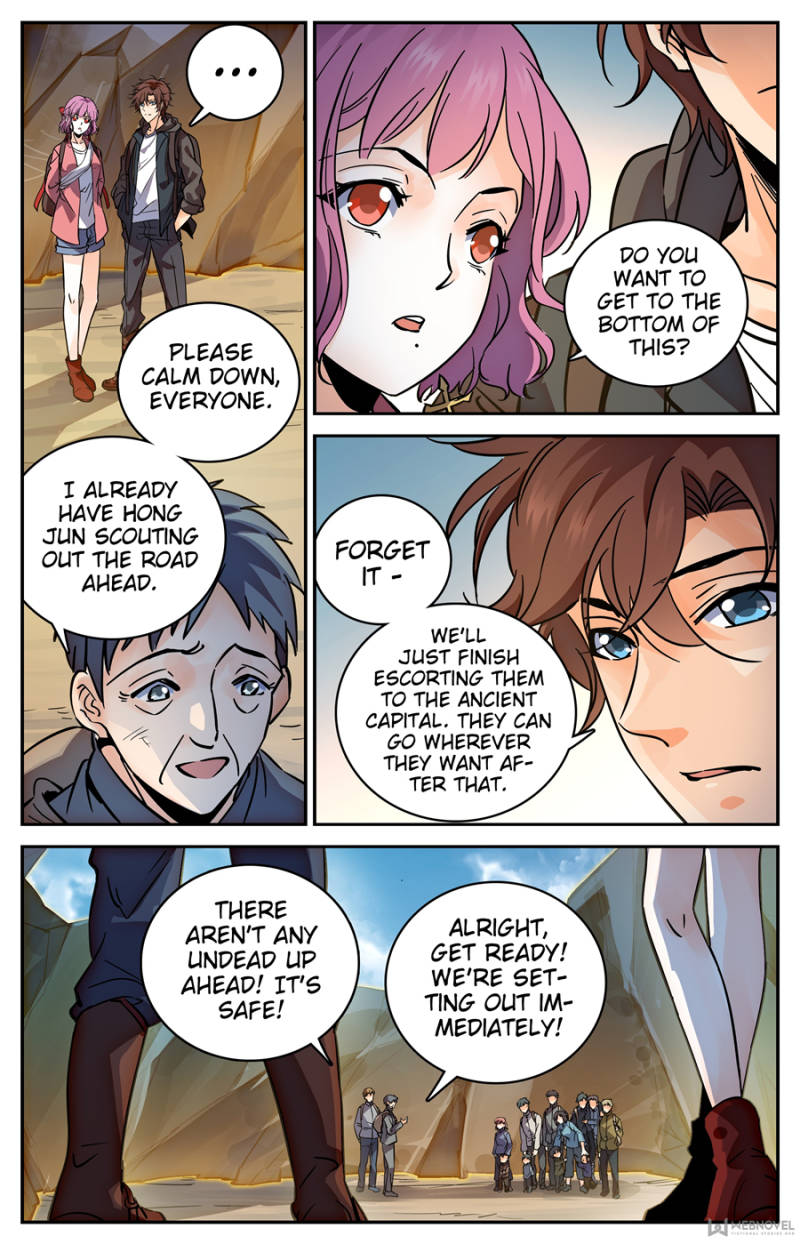 ...
PLEASE
CALM DOWN,
EVERYONE.
I ALREADY
HAVE HONG
JUN SCOUTING
OUT THE ROAD
AHEAD.
DO YOU
WANT TO
GET TO THE
BOTTOM OF
THIS?
FORGET
IT -
WE'LL
JUST FINISH
ESCORTING THEM
TO THE ANCIENT
CAPITAL. THEY CAN
GO WHEREVER
THEY WANT AF-
TER THAT.
THERE
AREN'T ANY
UNDEAD UP
AHEAD! IT'S
SAFE!
ALRIGHT,
GET READY!
WE'RE SET-
TING OUT IM-
MEDIATELY!
WEBNOVEL